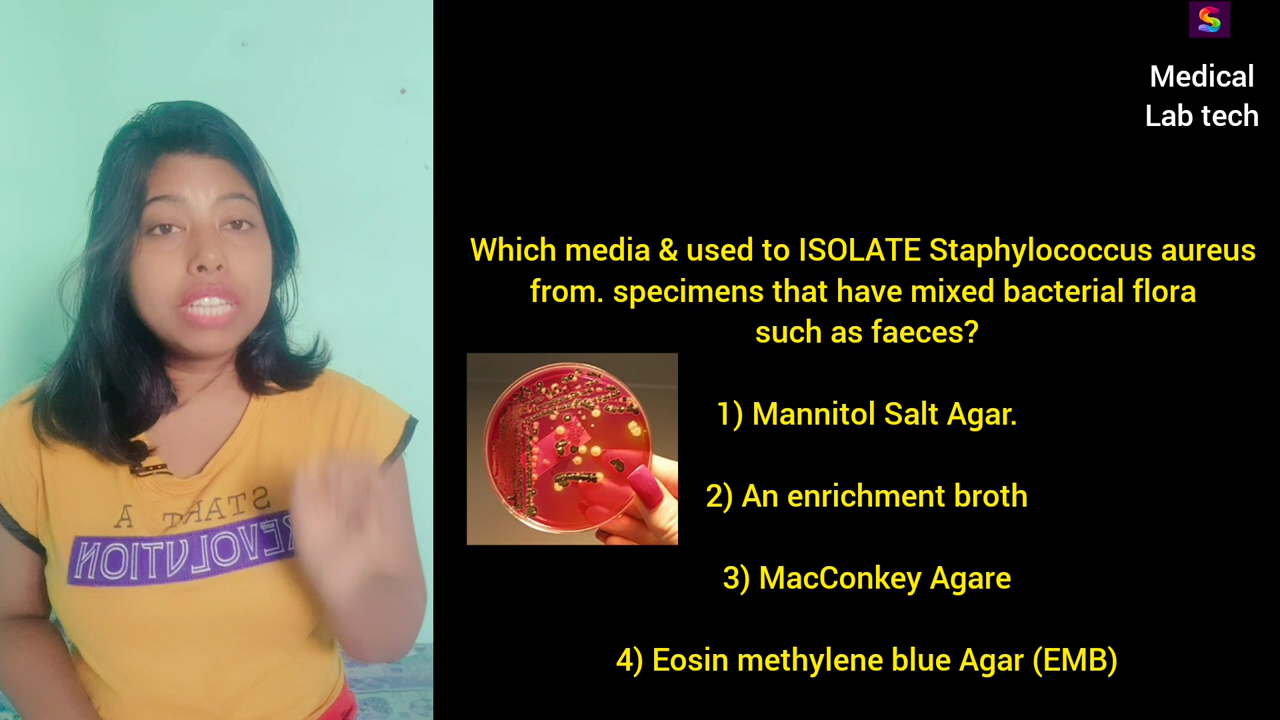 Medical
Lab tech
Which media & used to ISOLATE Staphylococcus aureus
from. specimens that have mixed bacterial flora
such as faeces?
1) Mannitol Salt Agar.
2) An enrichment broth
3) MacConkey Agare
4) Eosin methylene blue Agar (EMB)
START A
REVOLUTION